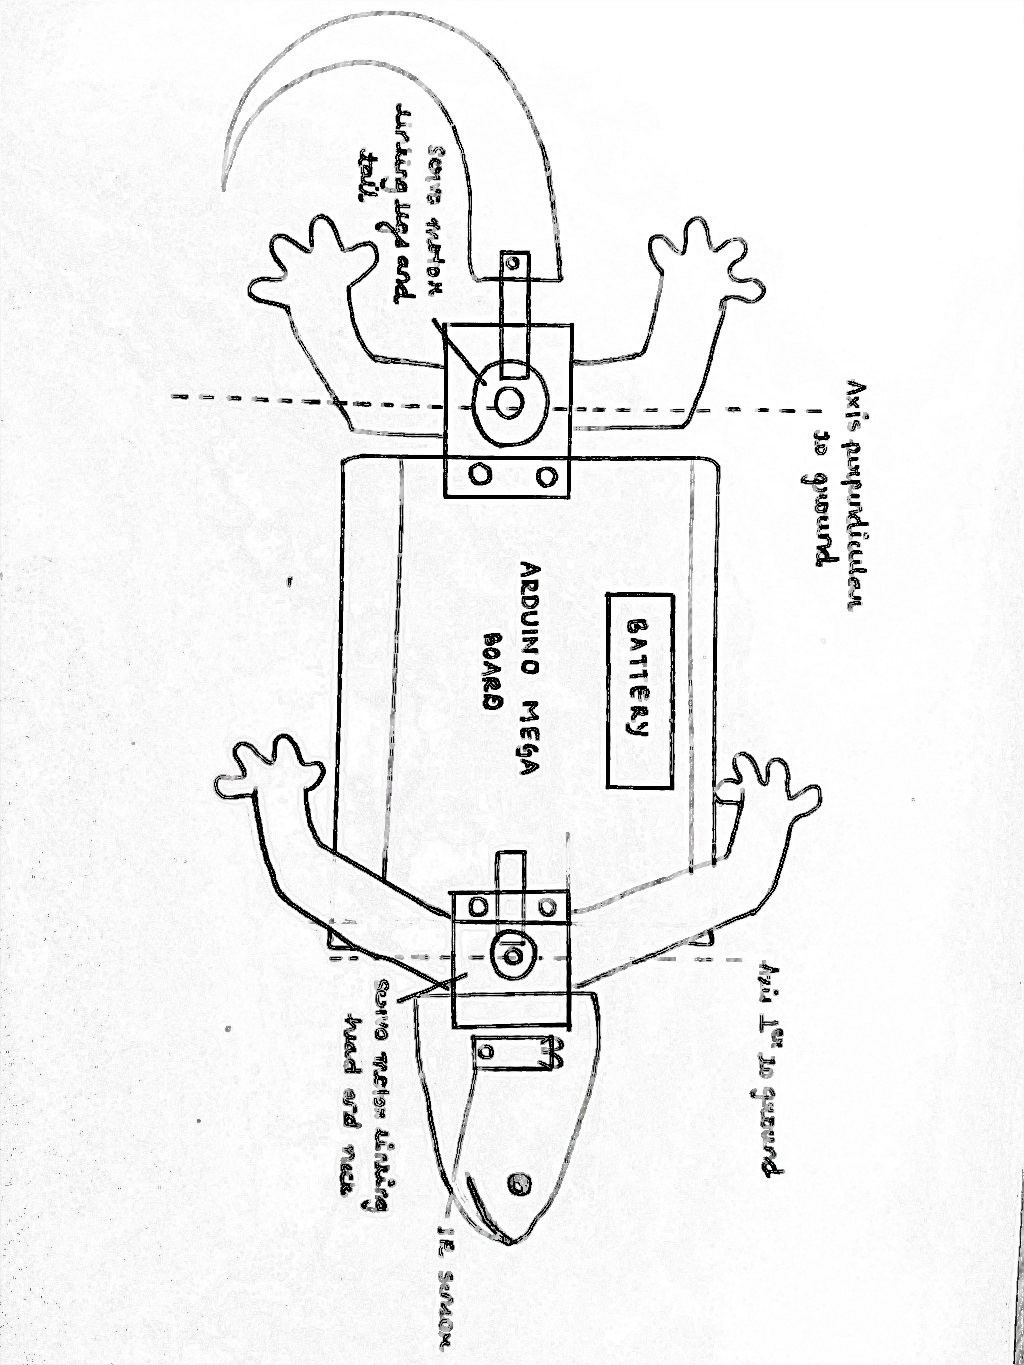 Servo motor
linking legs and
tail
Axis perpendicular
to ground
ARDUINO MEGA
BOARD
BATTERY
Servo motor linking
head and neck
Axis ⊥er to ground
IR sensor